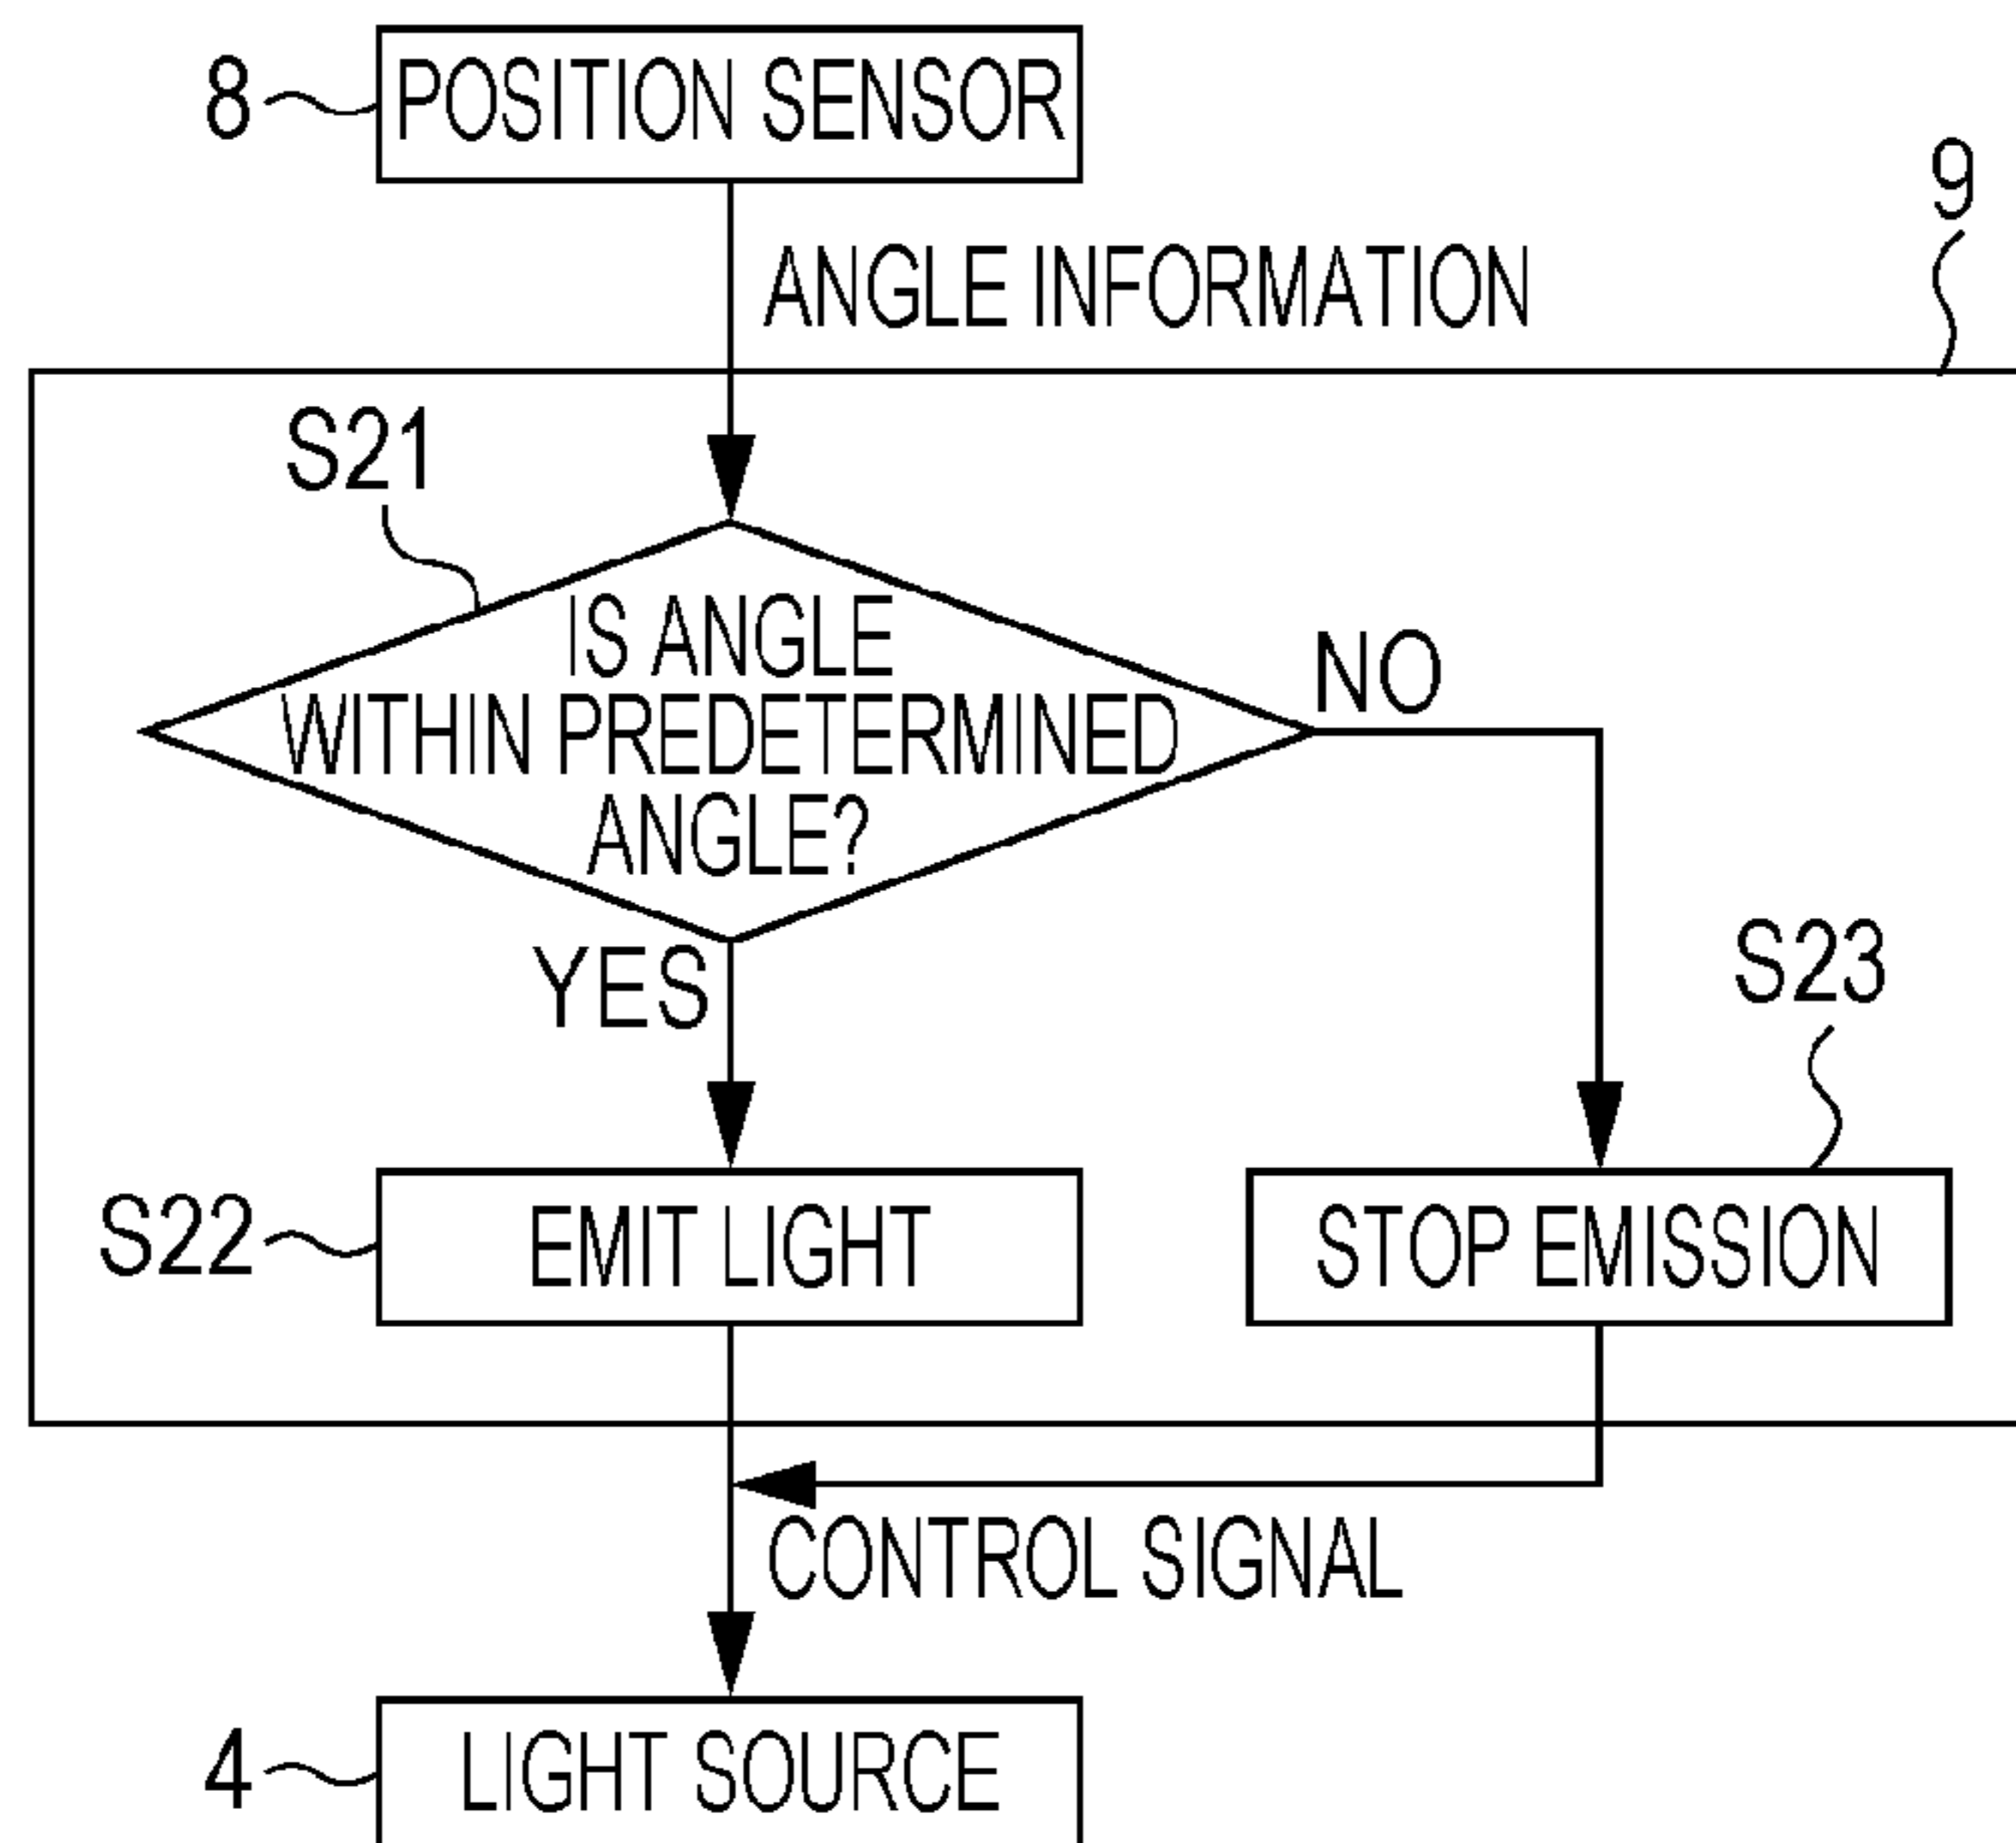 8
POSITION SENSOR
9
ANGLE INFORMATION
S21
IS ANGLE
WITHIN PREDETERMINED
ANGLE?
NO
YES
S23
S22
EMIT LIGHT
STOP EMISSION
CONTROL SIGNAL
4
LIGHT SOURCE